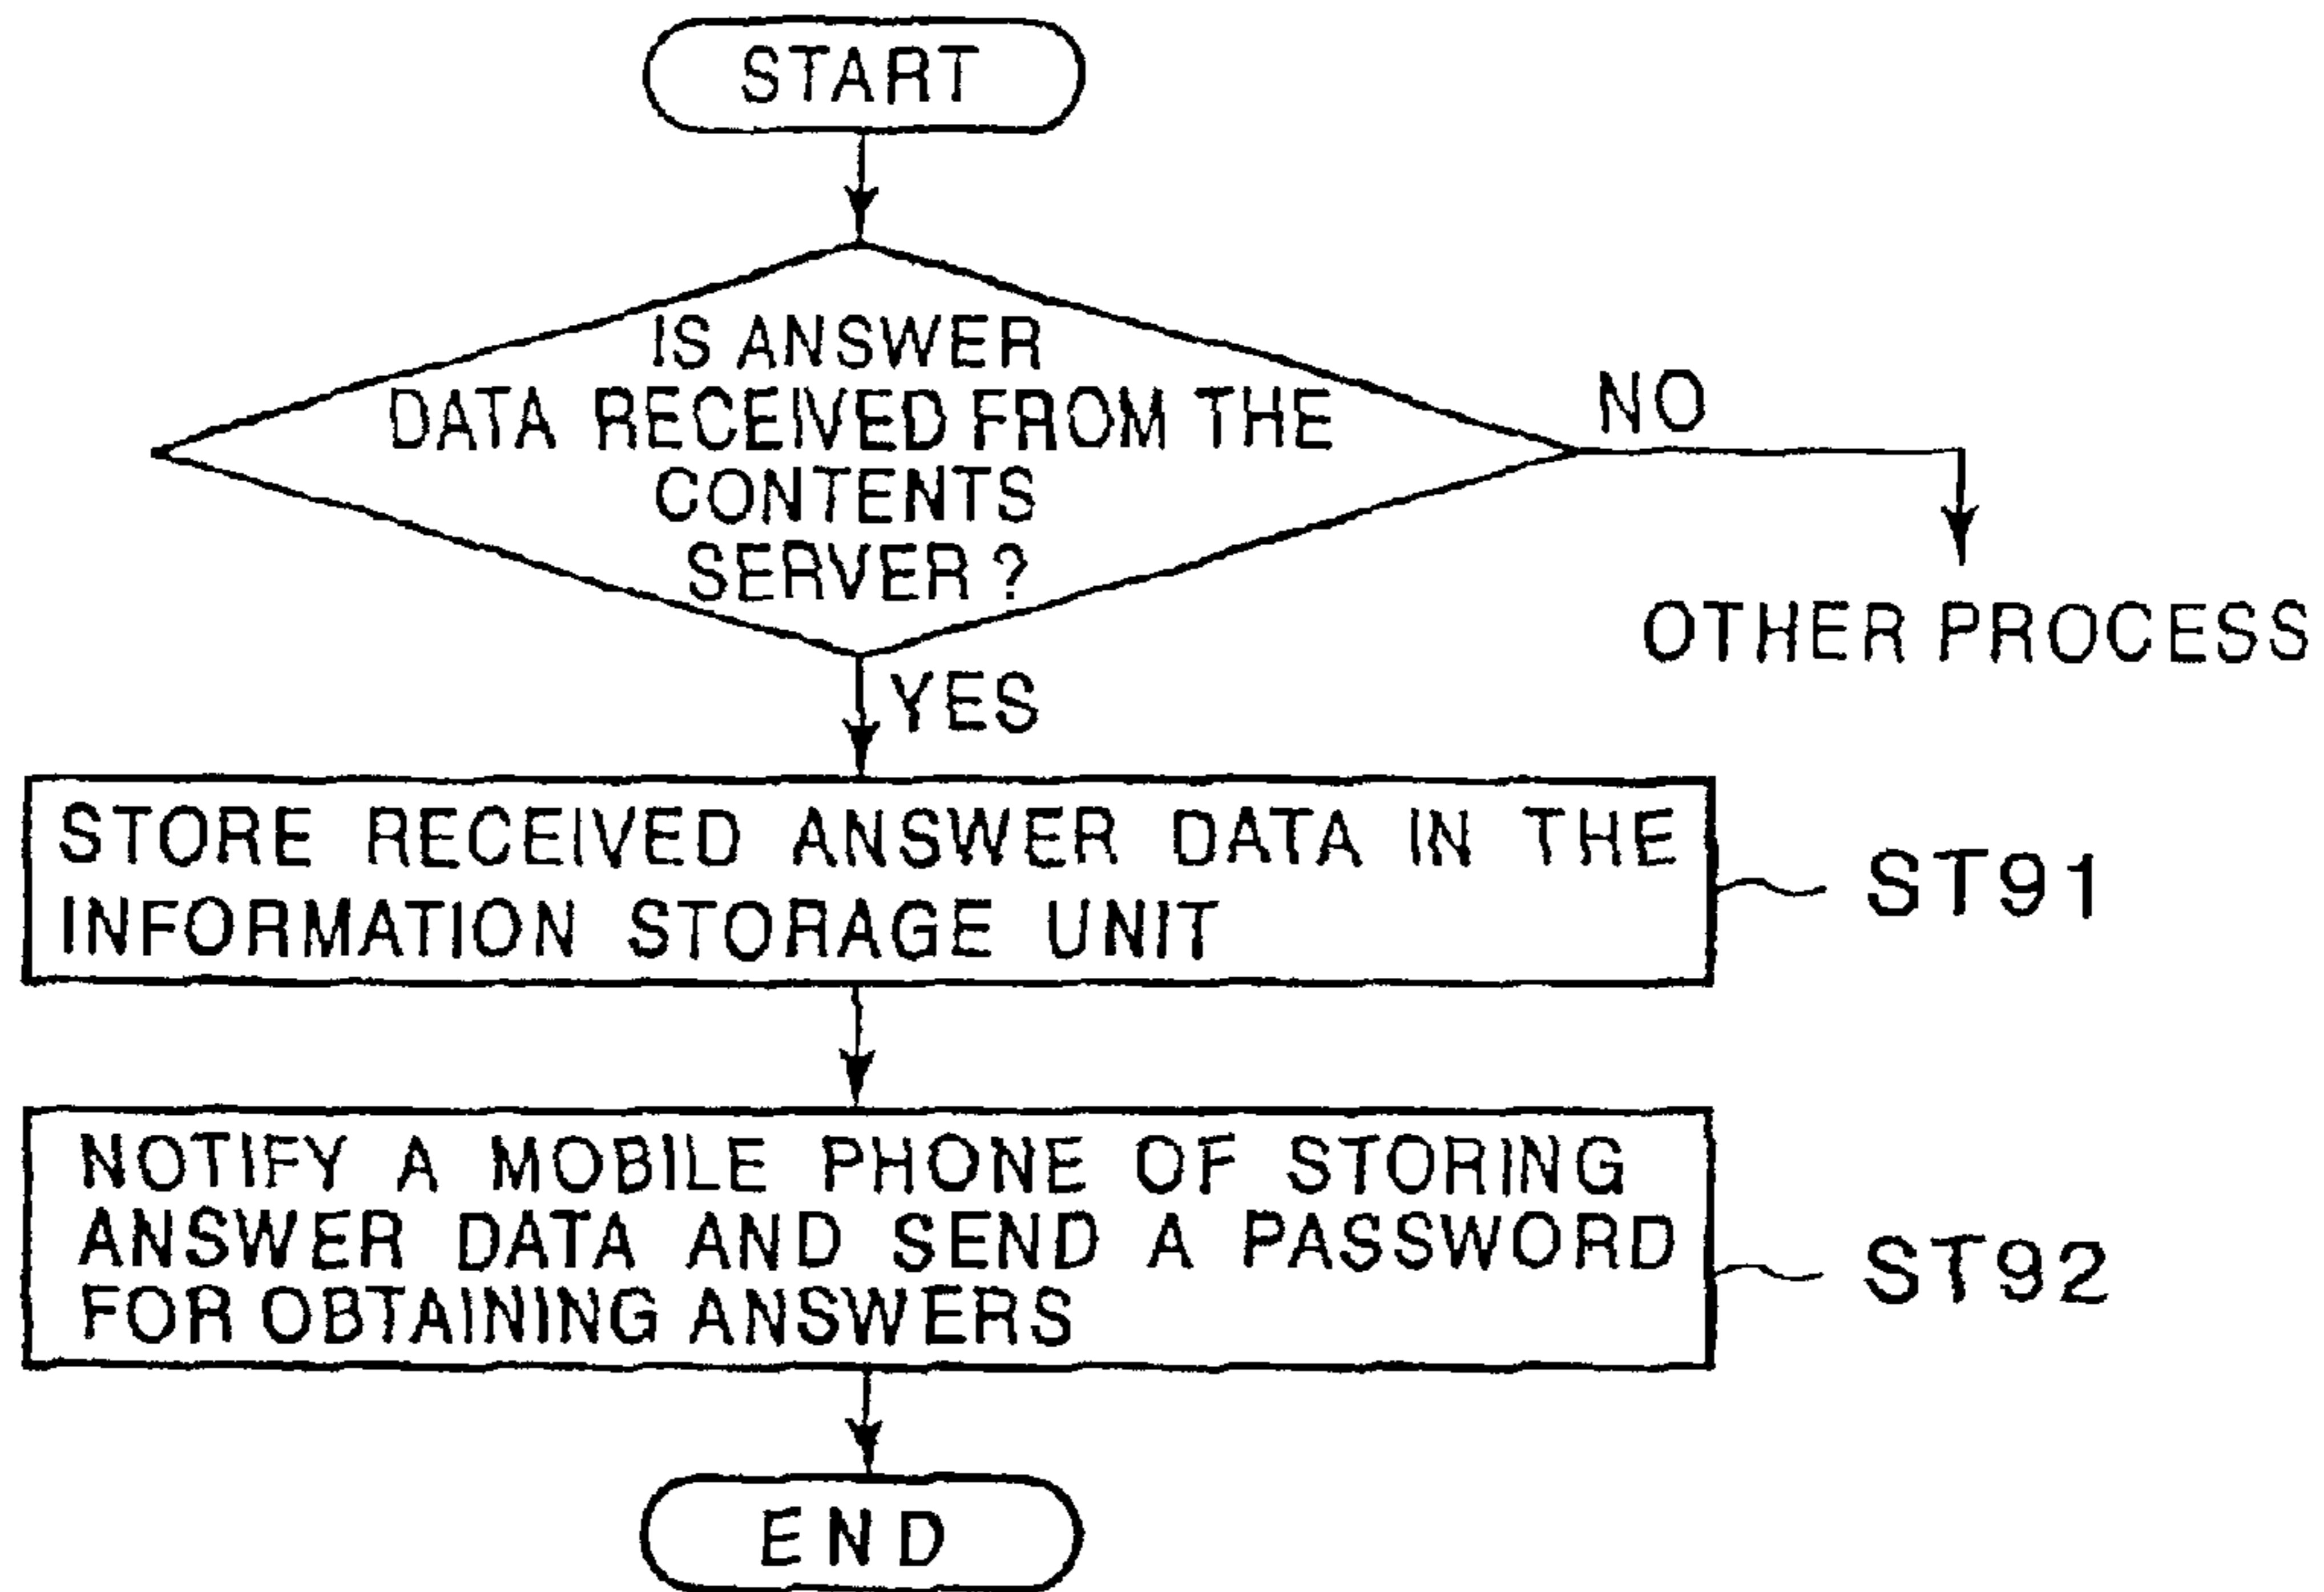 START
IS ANSWER
DATA RECEIVED FROM THE
CONTENTS
SERVER ?
NO
OTHER PROCESS
YES
STORE RECEIVED ANSWER DATA IN THE
INFORMATION STORAGE UNIT
ST91
NOTIFY A MOBILE PHONE OF STORING
ANSWER DATA AND SEND A PASSWORD
FOR OBTAINING ANSWERS
ST92
END